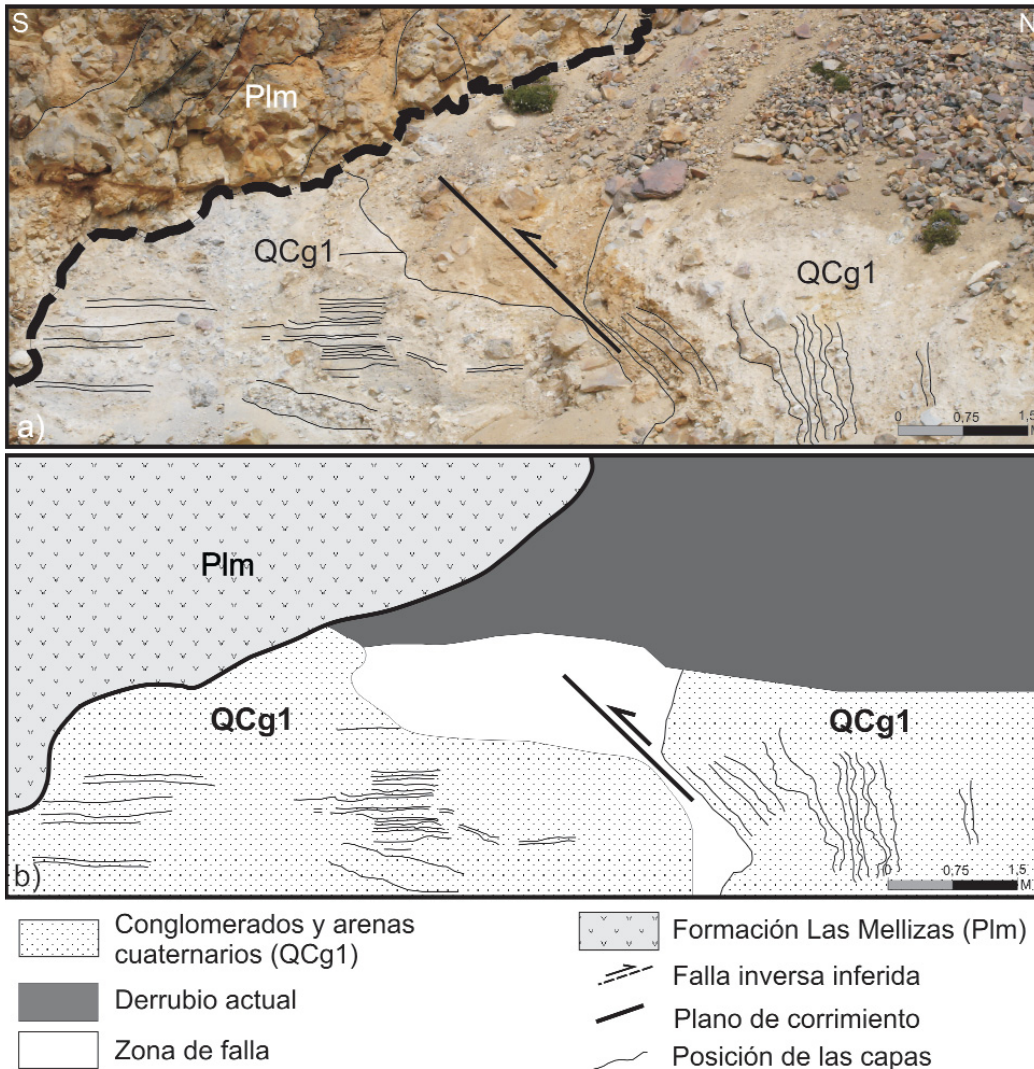 S
N
Plm
QCg1
QCg1
a)
0 0,75 1,5
M
Plm
QCg1
QCg1
b)
0 0,75 1,5
M
Conglomerados y arenas
cuaternarios (QCg1)
Derrubio actual
Zona de falla
Formación Las Mellizas (Plm)
Falla inversa inferida
Plano de corrimiento
Posición de las capas